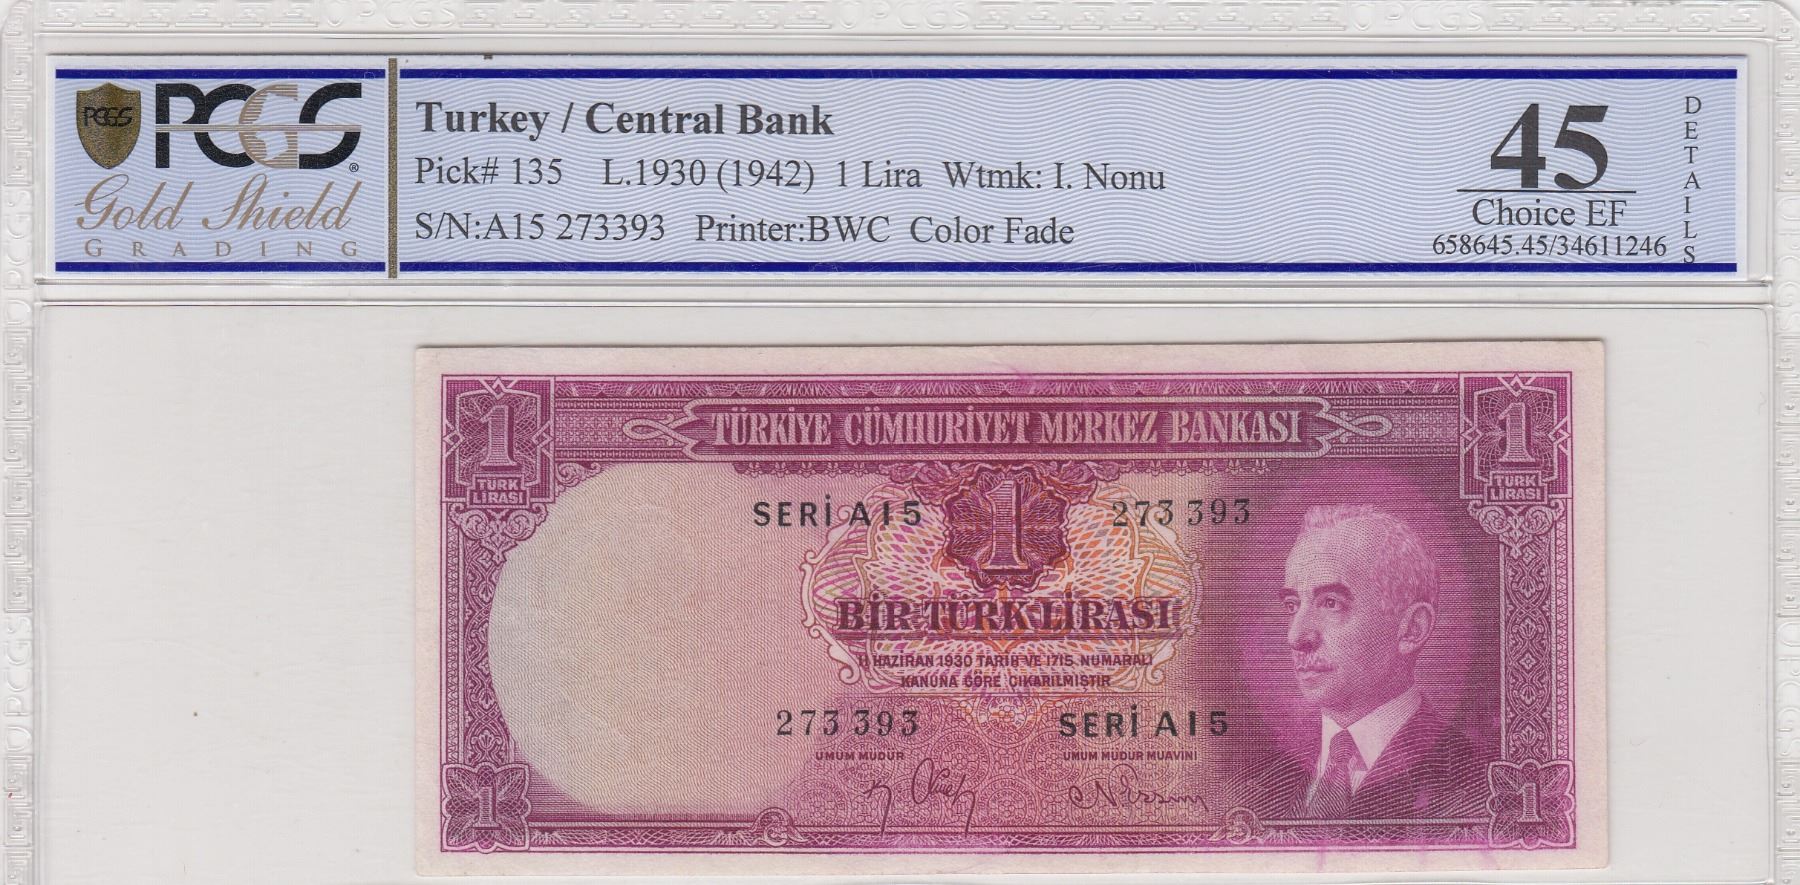 PCGS
PCGS ®
Gold Shield
GRADING
Turkey / Central Bank
Pick# 135 L.1930 (1942) 1 Lira Wtmk: I. Nonu
S/N:A15 273393 Printer:BWC Color Fade
45
Choice EF
658645.45/34611246
DETAILS
1
TÜRK
LİRASI
TÜRKİYE CÜMHURİYET MERKEZ BANKASI
1
TÜRK
LİRASI
SERİ A15 1 273393
BİR TÜRK LİRASI
11 HAZİRAN 1930 TARİH VE 1715 NUMARALI
KANUNA GÖRE ÇIKARILMIŞTIR
273393 SERİ A15
UMUM MÜDÜR UMUM MÜDÜR MUAVİNİ
1 1